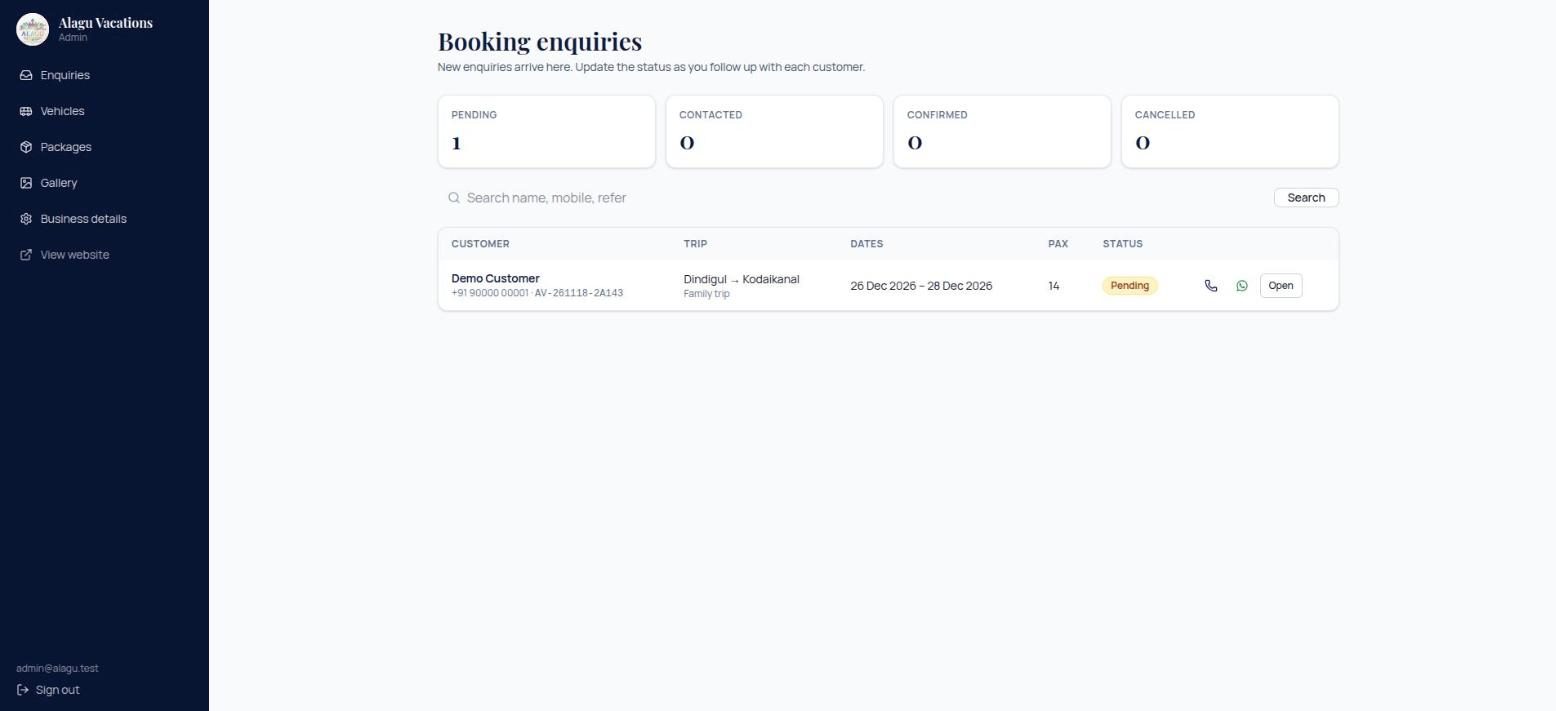 Alagu Vacations
Admin
Enquiries
Vehicles
Packages
Gallery
Business details
View website
admin@alagu.test
Sign out
Booking enquiries
New enquiries arrive here. Update the status as you follow up with each customer.
PENDING
1
CONTACTED
0
CONFIRMED
0
CANCELLED
0
Search name, mobile, refer
Search
CUSTOMER TRIP DATES PAX STATUS
Demo Customer
+91 90000 00001 · AV-261118-2A143
Dindigul → Kodaikanal
Family trip
26 Dec 2026 – 28 Dec 2026
14
Pending
Open